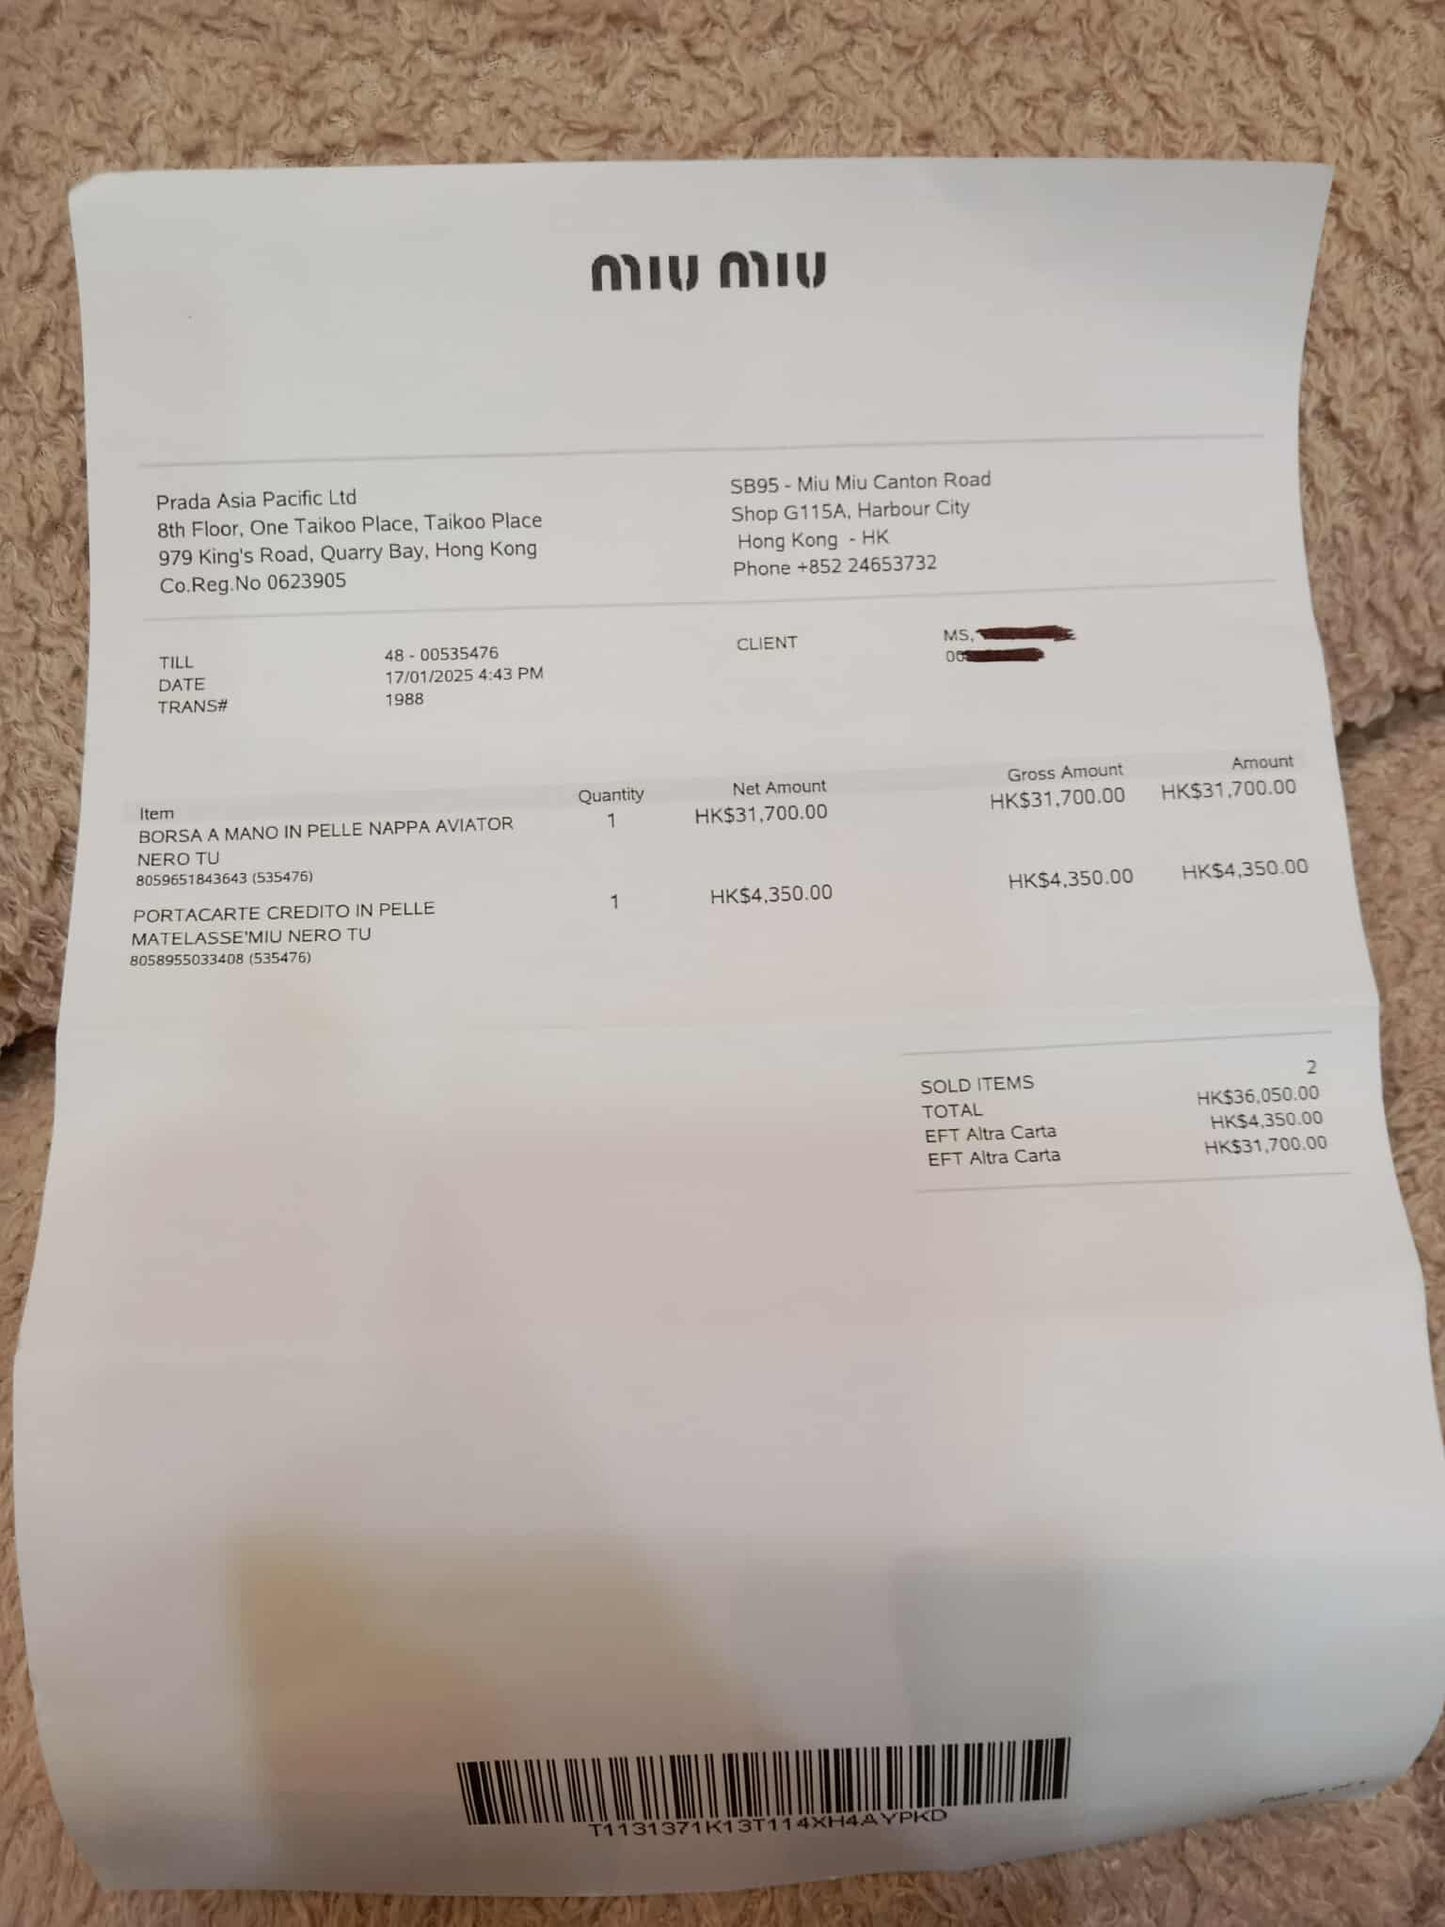 miu miu
Prada Asia Pacific Ltd
8th Floor, One Taikoo Place, Taikoo Place
979 King's Road, Quarry Bay, Hong Kong
Co.Reg.No 0623905
SB95 - Miu Miu Canton Road
Shop G115A, Harbour City
Hong Kong - HK
Phone +852 24653732
TILL 48 - 00535476
DATE 17/01/2025 4:43 PM
TRANS# 1988
CLIENT MS.
00
Item Quantity Net Amount Gross Amount Amount
BORSA A MANO IN PELLE NAPPA AVIATOR 1 HK$31,700.00 HK$31,700.00 HK$31,700.00
NERO TU
8059651843643 (535476)
PORTACARTE CREDITO IN PELLE 1 HK$4,350.00 HK$4,350.00 HK$4,350.00
MATELASSE'MIU NERO TU
8058955033408 (535476)
SOLD ITEMS 2
TOTAL HK$36,050.00
EFT Altra Carta HK$4,350.00
EFT Altra Carta HK$31,700.00
T1131371K13T114XH4AYPKD
Page 1 of 1